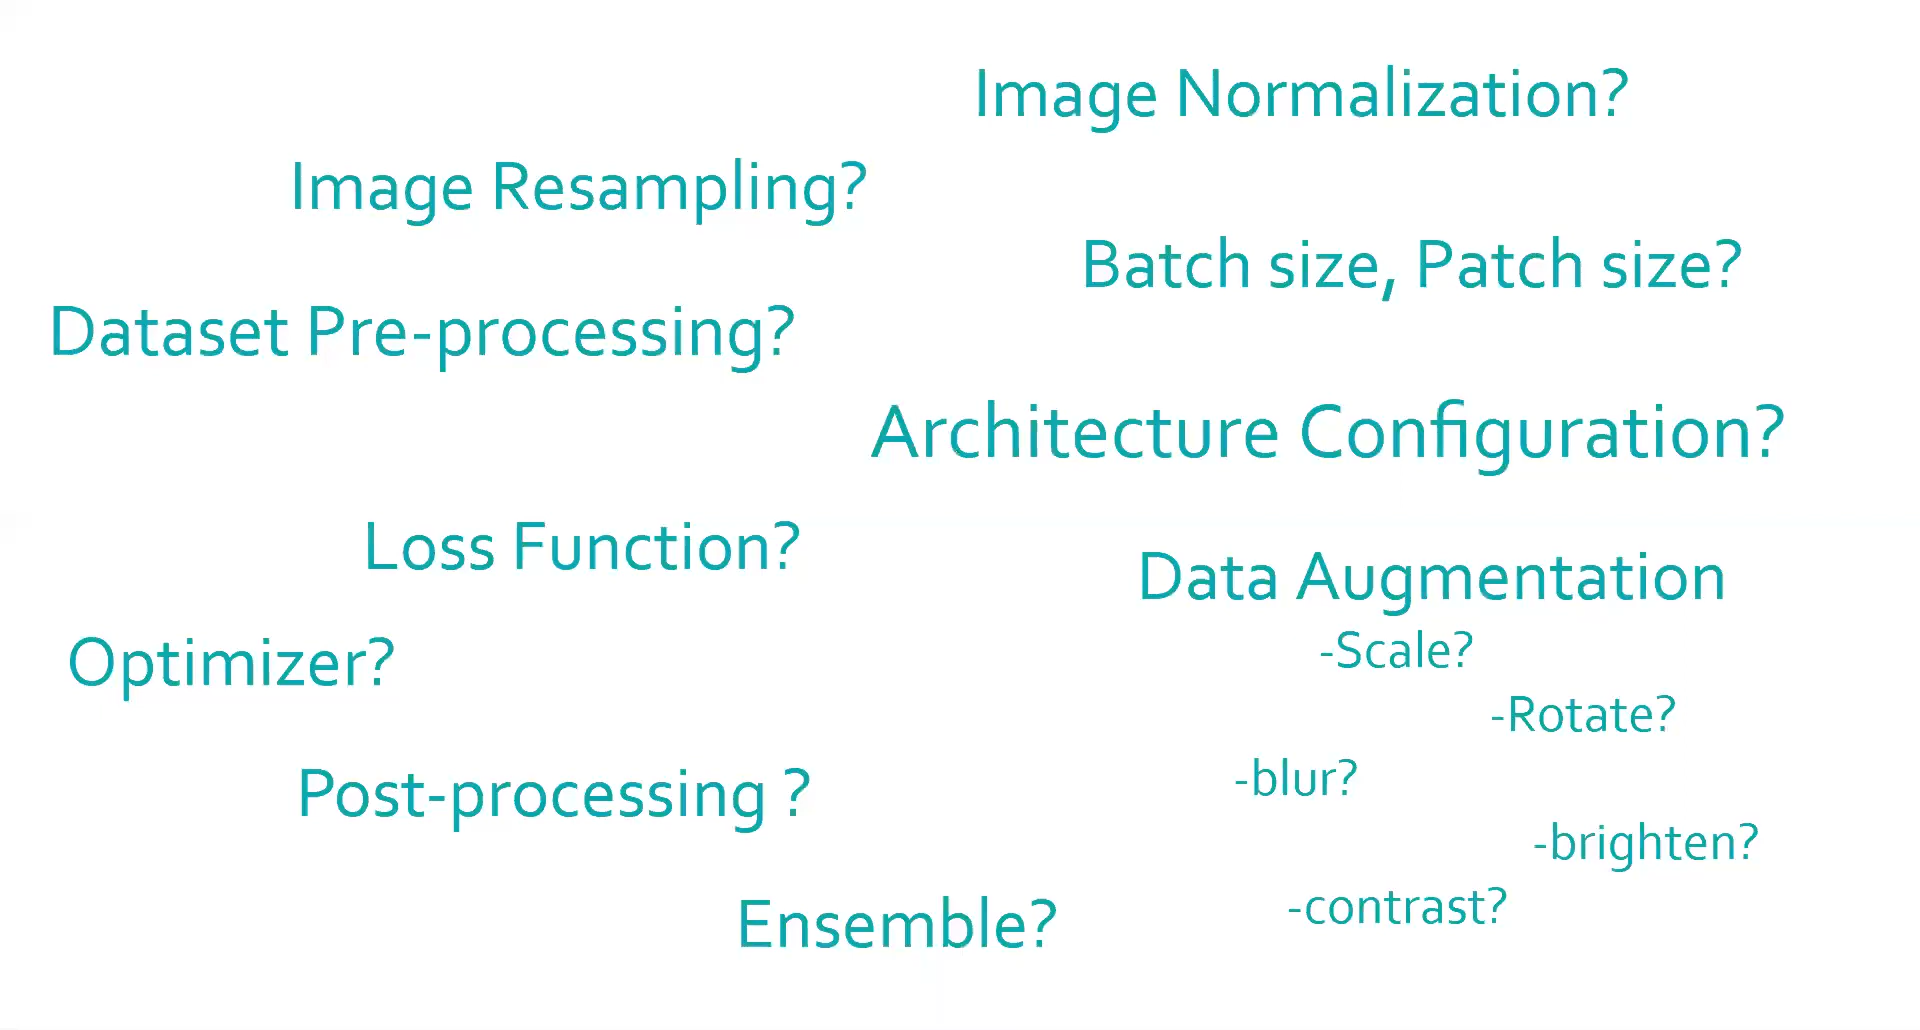 Image Normalization?
Image Resampling?
Batch size, Patch size?
Dataset Pre-processing?
Architecture Configuration?
Loss Function?
Data Augmentation
-Scale?
Optimizer?
-Rotate?
-blur?
Post-processing ?
-brighten?
-contrast?
Ensemble?